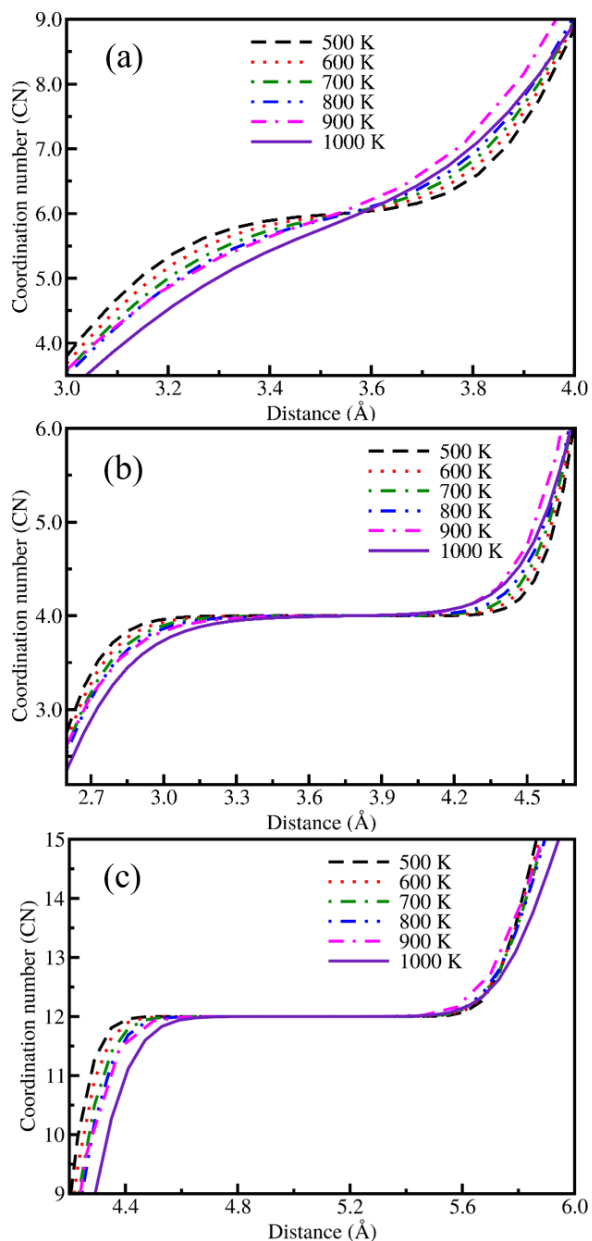 9.0
(a)
500 K
600 K
700 K
800 K
900 K
1000 K
8.0
7.0
6.0
5.0
4.0
Coordination number (CN)
3.0 3.2 3.4 3.6 3.8 4.0
Distance (Å)
6.0
(b)
500 K
600 K
700 K
800 K
900 K
1000 K
5.0
4.0
3.0
Coordination number (CN)
2.7 3.0 3.3 3.6 3.9 4.2 4.5
Distance (Å)
15
(c)
500 K
600 K
700 K
800 K
900 K
1000 K
14
13
12
11
10
9
Coordination number (CN)
4.4 4.8 5.2 5.6 6.0
Distance (Å)